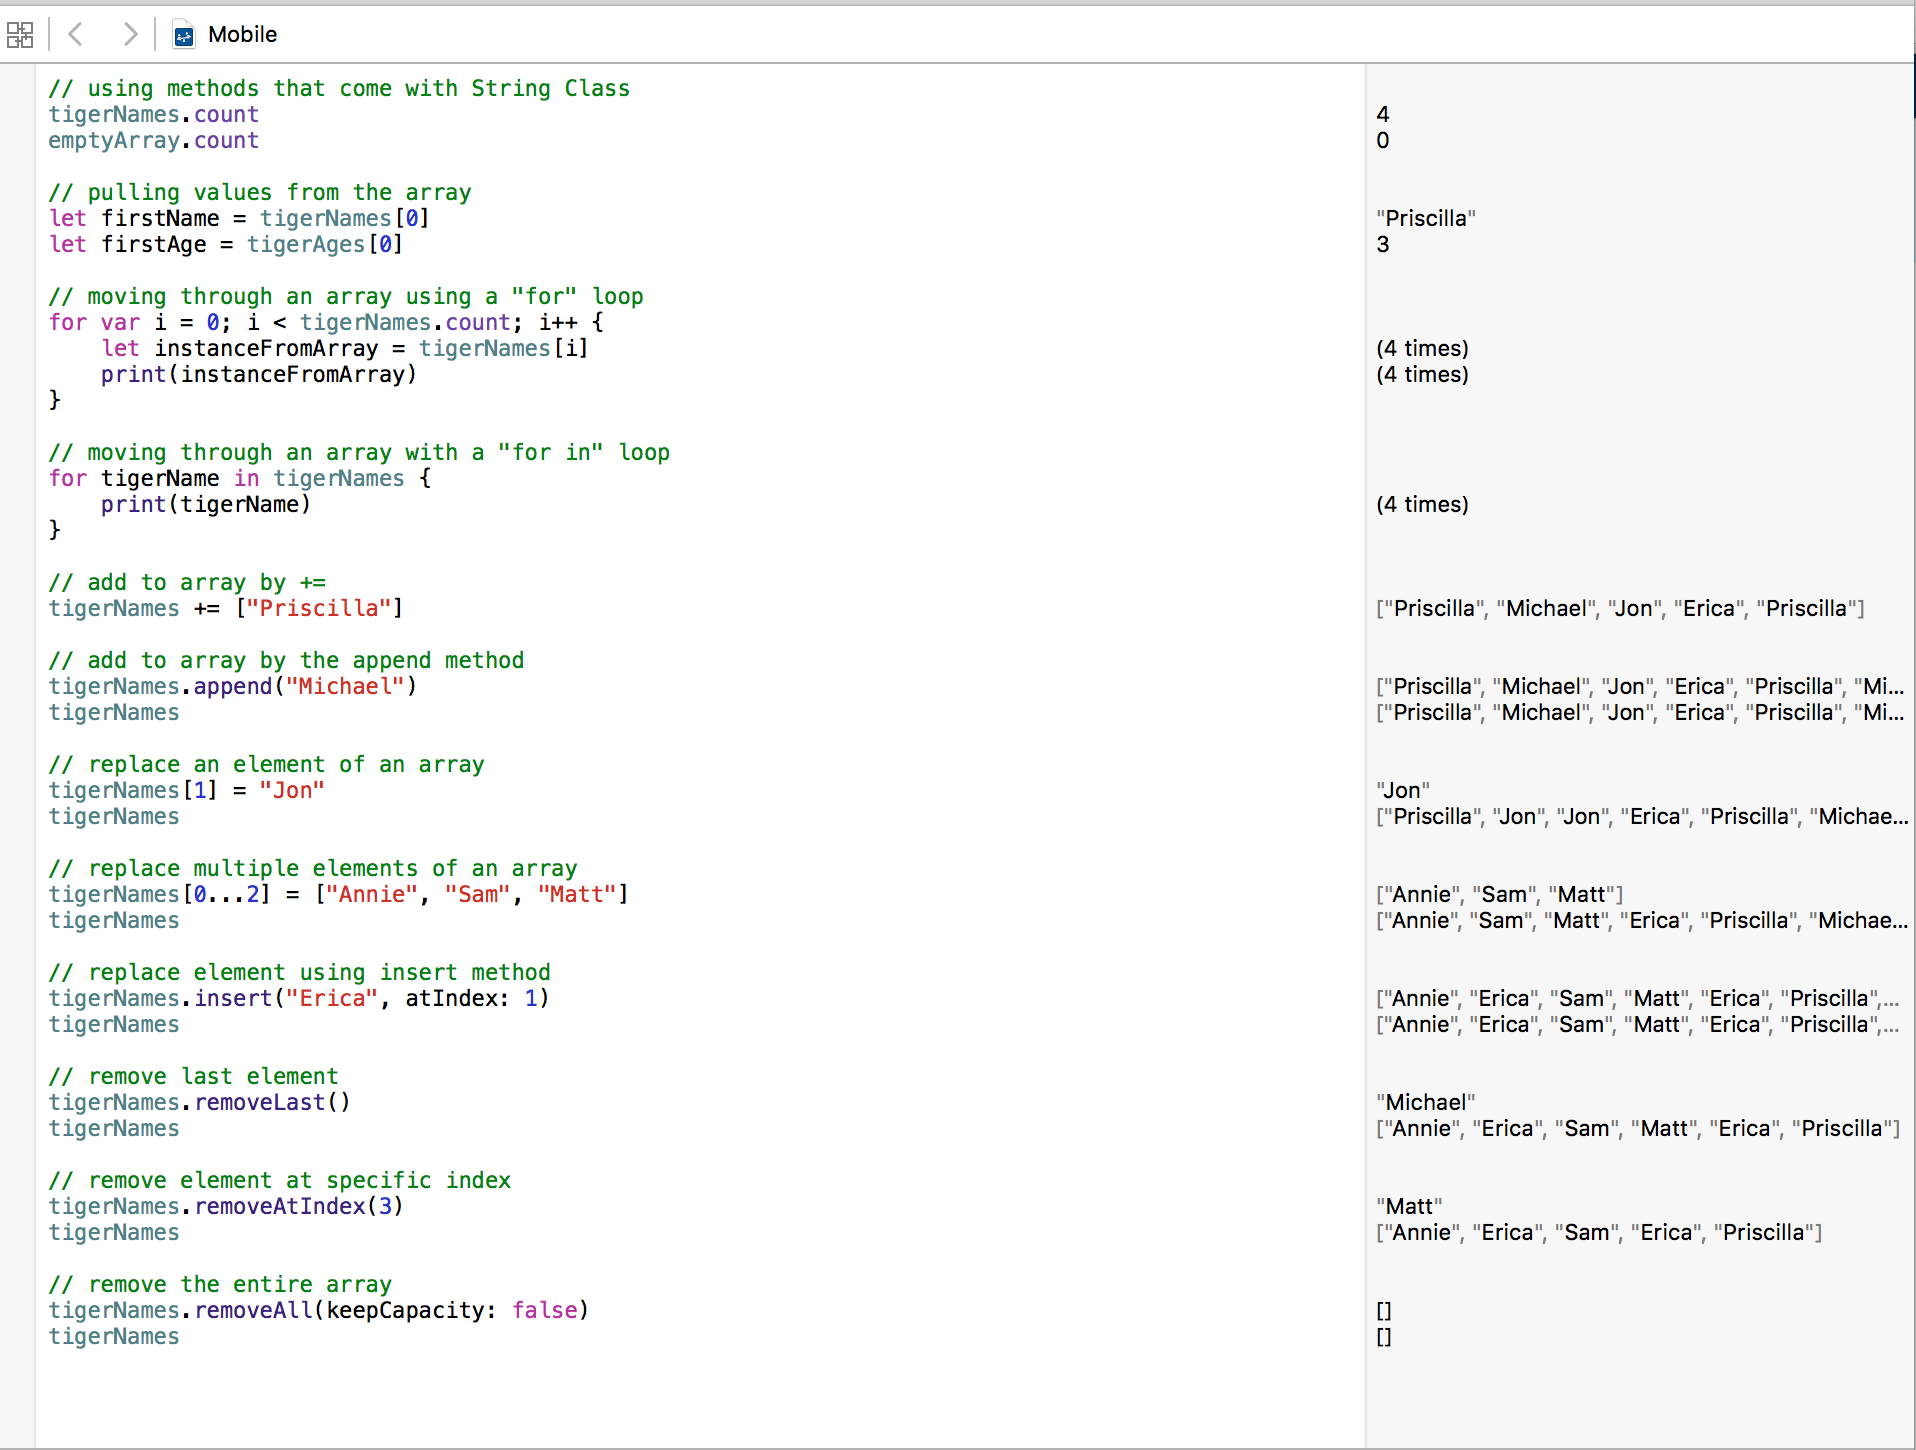 Mobile
// using methods that come with String Class
tigerNames.count 4
emptyArray.count 0
// pulling values from the array
let firstName = tigerNames[0] "Priscilla"
let firstAge = tigerAges[0] 3
// moving through an array using a "for" loop
for var i = 0; i < tigerNames.count; i++ {
let instanceFromArray = tigerNames[i] (4 times)
print(instanceFromArray) (4 times)
}
// moving through an array with a "for in" loop
for tigerName in tigerNames {
print(tigerName) (4 times)
}
// add to array by +=
tigerNames += ["Priscilla"] ["Priscilla", "Michael", "Jon", "Erica", "Priscilla"]
// add to array by the append method
tigerNames.append("Michael") ["Priscilla", "Michael", "Jon", "Erica", "Priscilla", "Mi...
tigerNames ["Priscilla", "Michael", "Jon", "Erica", "Priscilla", "Mi...
// replace an element of an array
tigerNames[1] = "Jon" "Jon"
tigerNames ["Priscilla", "Jon", "Jon", "Erica", "Priscilla", "Michae...
// replace multiple elements of an array
tigerNames[0...2] = ["Annie", "Sam", "Matt"] ["Annie", "Sam", "Matt"]
tigerNames ["Annie", "Sam", "Matt", "Erica", "Priscilla", "Michae...
// replace element using insert method
tigerNames.insert("Erica", atIndex: 1) ["Annie", "Erica", "Sam", "Matt", "Erica", "Priscilla",...
tigerNames ["Annie", "Erica", "Sam", "Matt", "Erica", "Priscilla",...
// remove last element
tigerNames.removeLast() "Michael"
tigerNames ["Annie", "Erica", "Sam", "Matt", "Erica", "Priscilla"]
// remove element at specific index
tigerNames.removeAtIndex(3) "Matt"
tigerNames ["Annie", "Erica", "Sam", "Erica", "Priscilla"]
// remove the entire array
tigerNames.removeAll(keepCapacity: false) []
tigerNames []